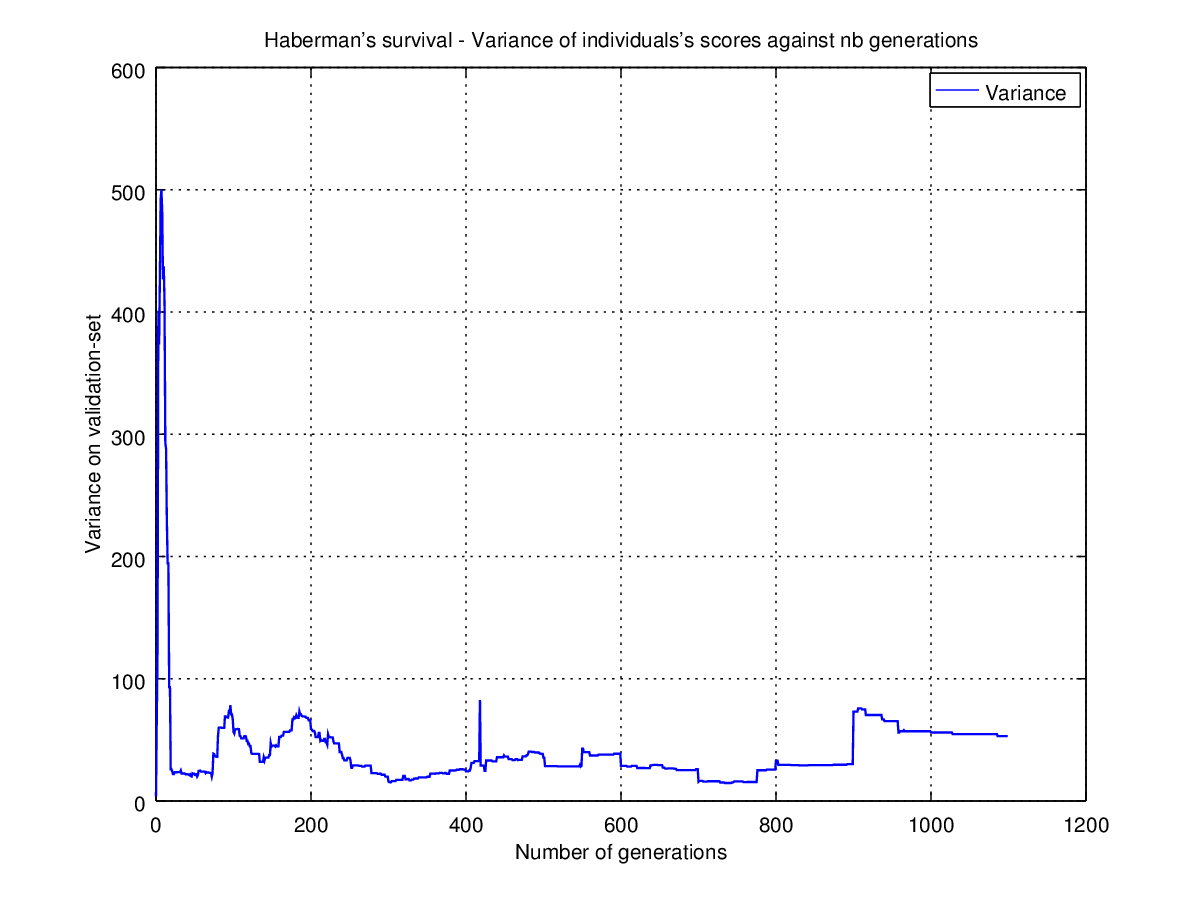 Haberman's survival - Variance of individuals's scores against nb generations
Variance
600
500
400
300
200
100
0
Variance on validation-set
0 200 400 600 800 1000 1200
Number of generations